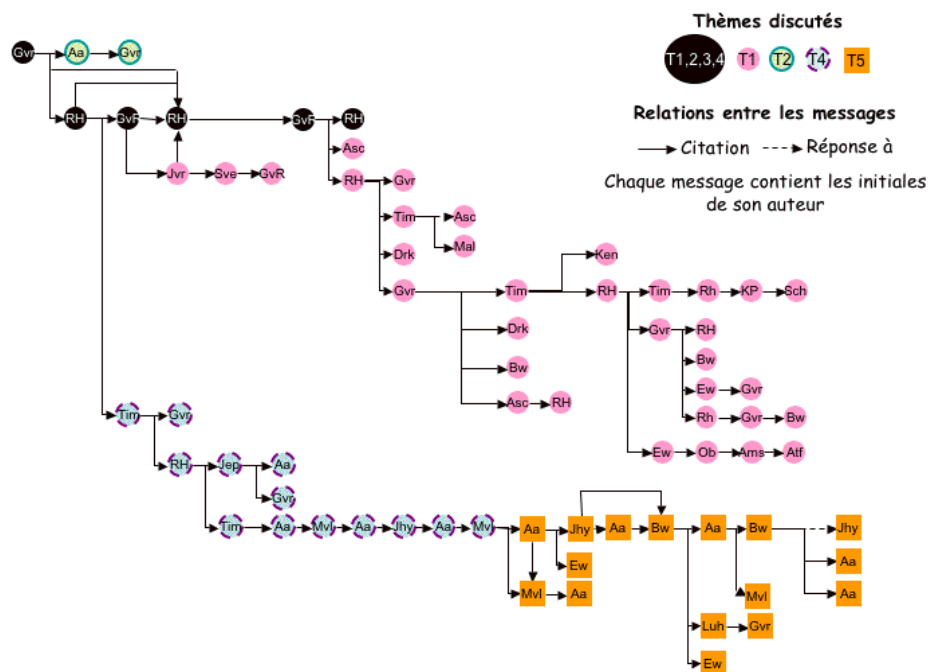 Thèmes discutés
T1,2,3,4 T1 T2 T4 T5
Relations entre les messages
Citation Réponse à
Chaque message contient les initiales
de son auteur
Gvr Aa Gvr
RH GvR RH GvR RH
Asc
Jvr Sve GvR RH Gvr
Tim Asc
Drk Mal
Ken
Gvr Tim RH Tim Rh KP Sch
Drk Gvr RH
Bw Bw
Ew Gvr
Asc RH
Tim Gvr Rh Gvr Bw
Ew Ob Ams Atf
RH Jep Aa
Gvr
Tim Aa Mvl Aa Jhy Aa Mvl Aa Jhy Aa Bw Aa Bw Jhy
Ew Aa
Mvl Aa Mvl Aa
Luh Gvr
Ew